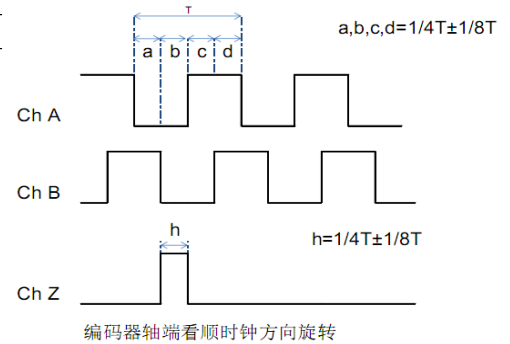 T
a b c d
a,b,c,d=1/4T±1/8T
Ch A
Ch B
h
h=1/4T±1/8T
Ch Z
编码器轴端看顺时钟方向旋转